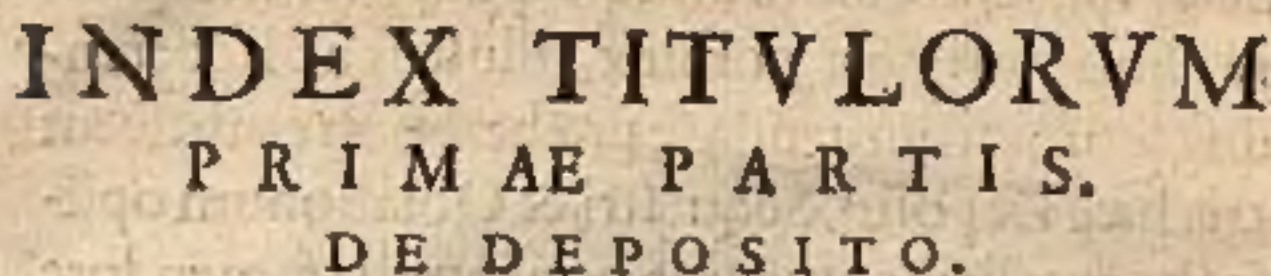 INDEX TITVLORVM
PRIMAE PARTIS.
DE DEPOSITO.